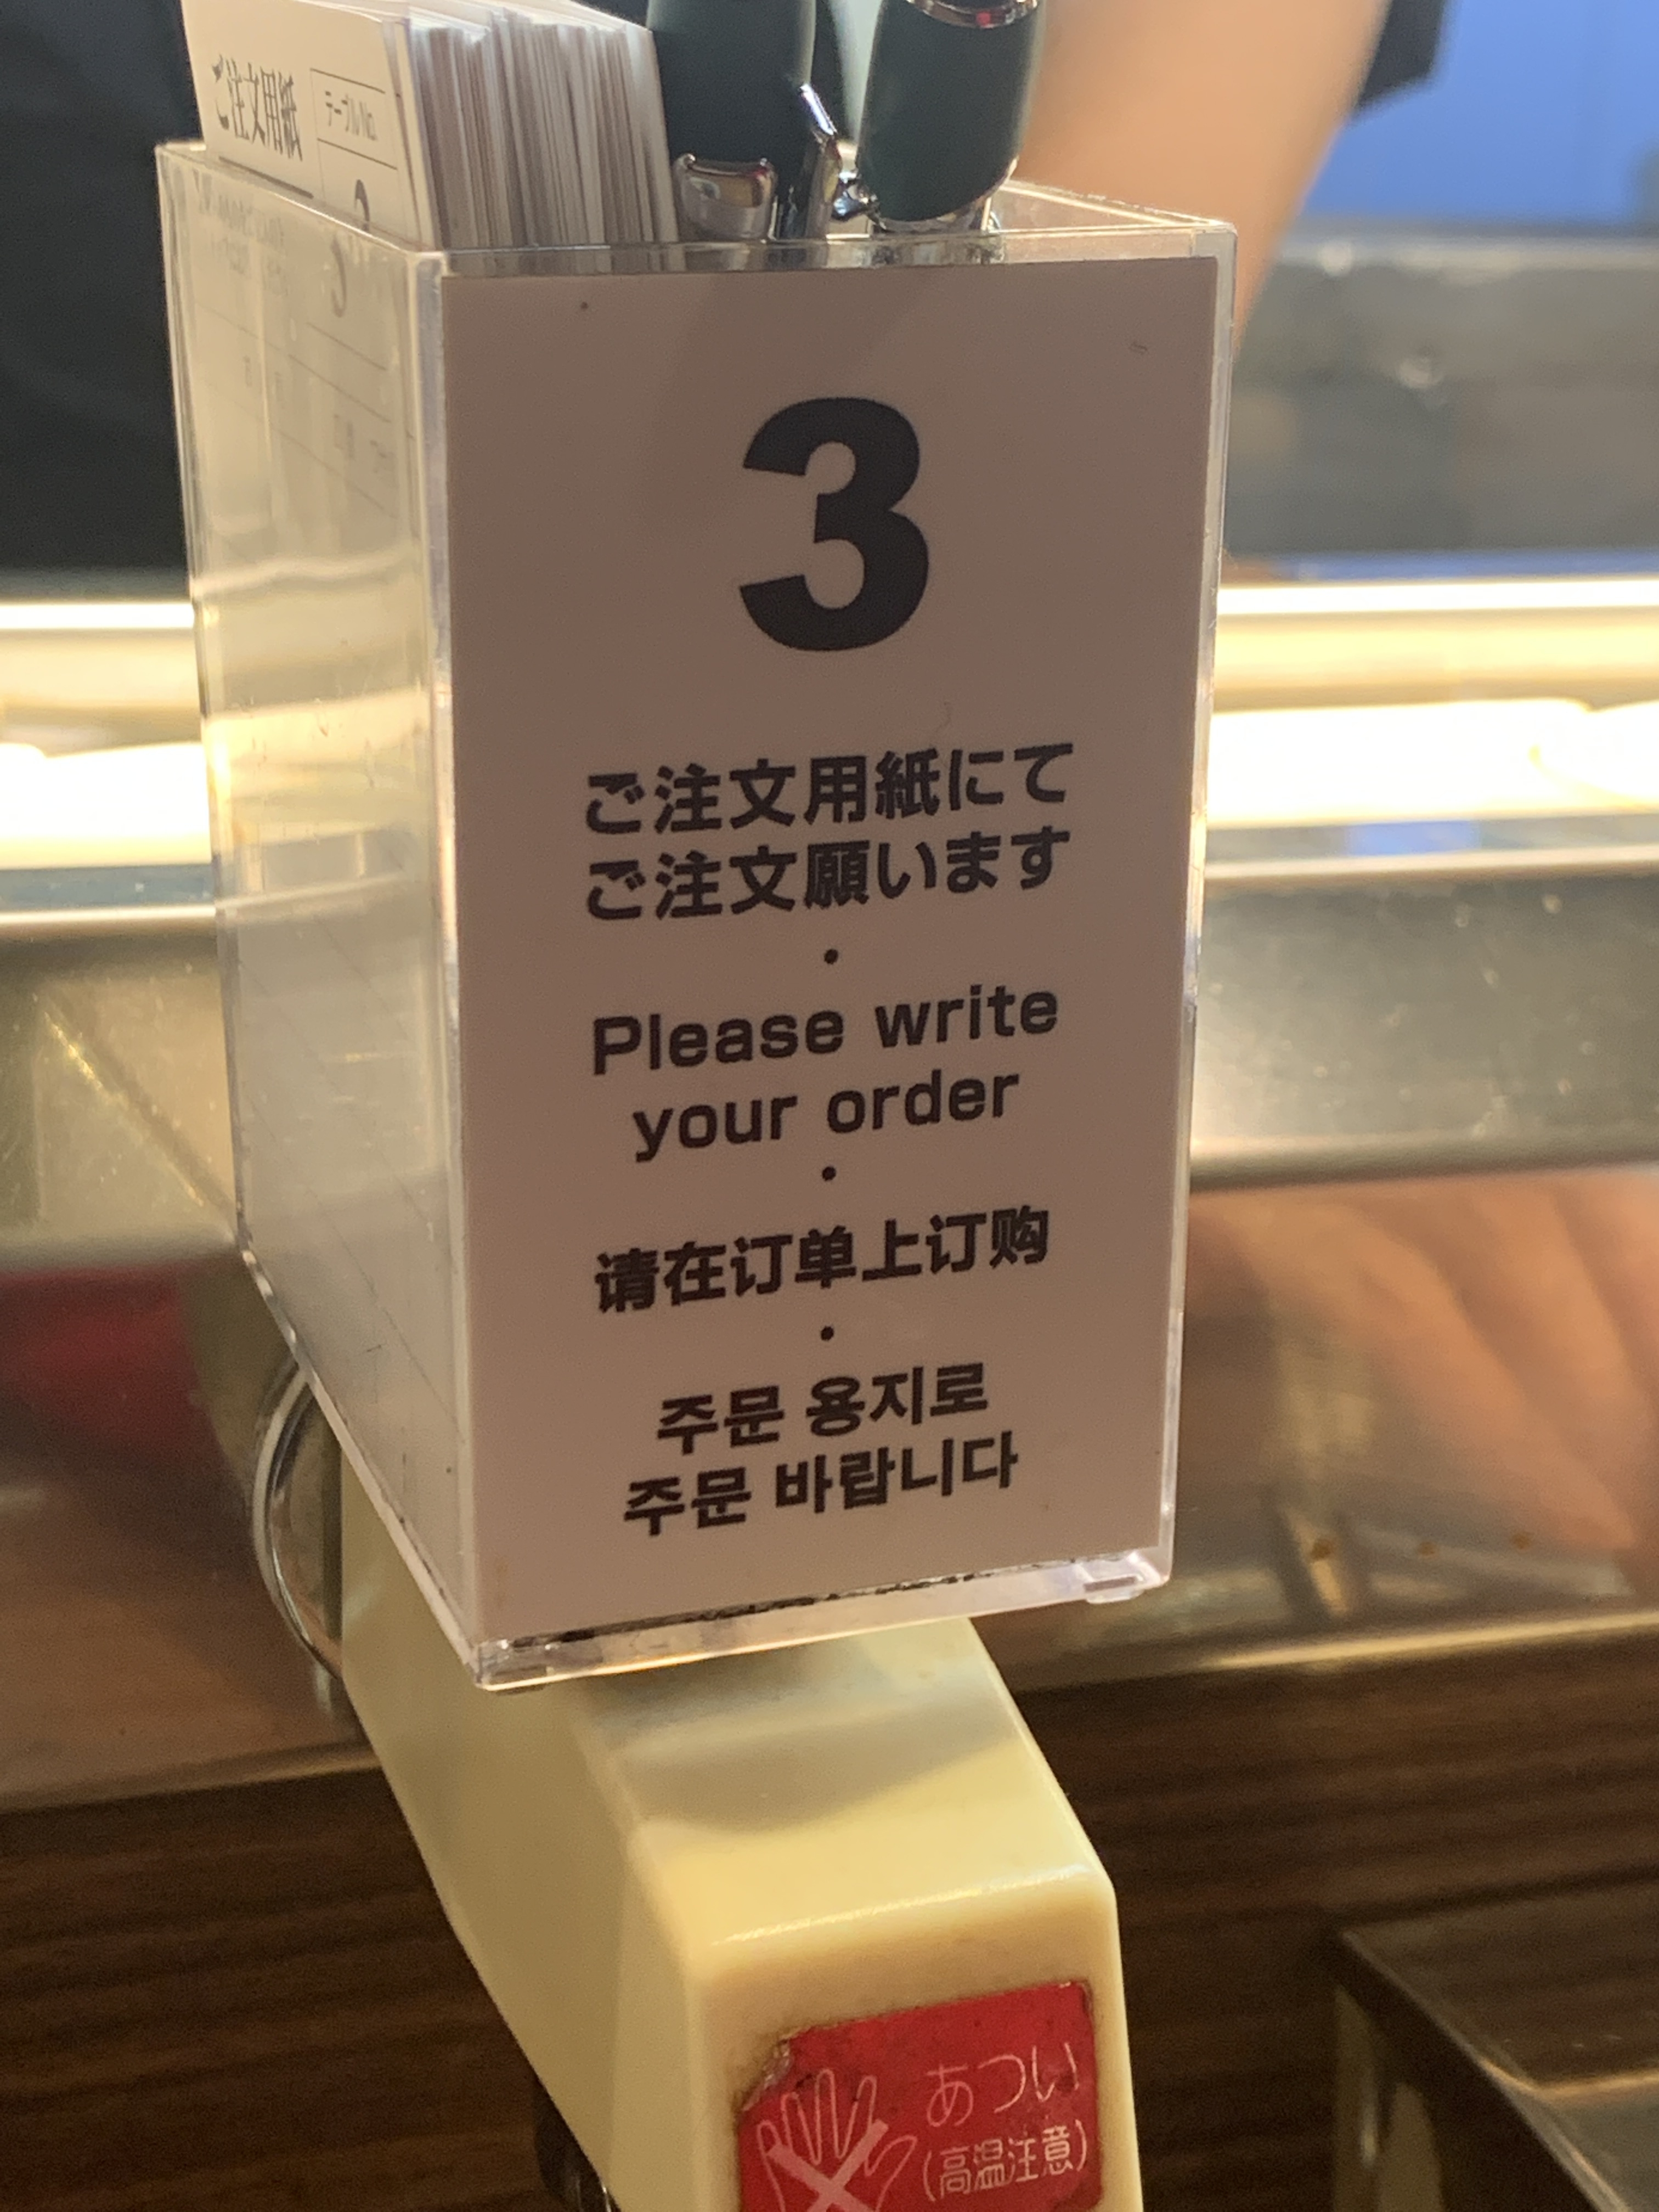 ご注文用紙
テーブルNo.
3
3
ご注文用紙にて
ご注文願います
・
Please write
your order
・
请在订单上订购
・
주문 용지로
주문 바랍니다
あつい
(高温注意)